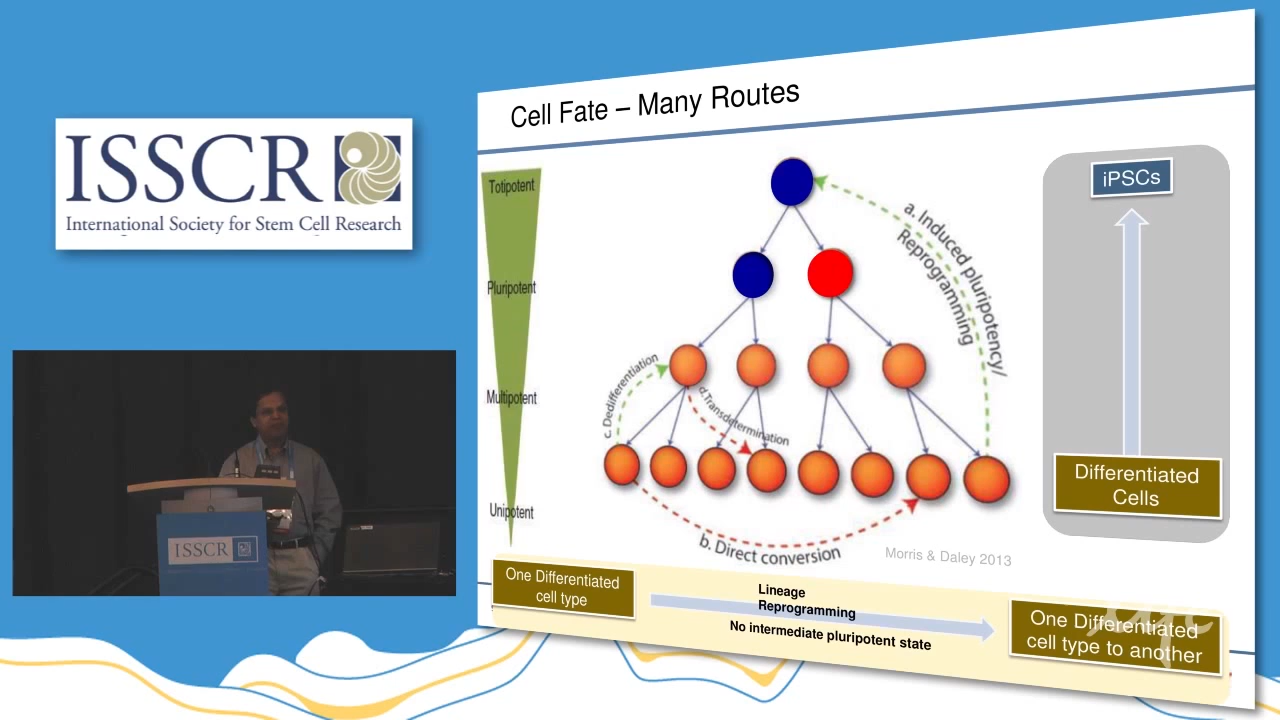 ISSCR
International Society for Stem Cell Research
ISSCR
Cell Fate – Many Routes
Totipotent
Pluripotent
Multipotent
Unipotent
a. Induced pluripotency/
Reprogramming
c. Dedifferentiation
d.Transdetermination
b. Direct conversion
Morris & Daley 2013
iPSCs
Differentiated
Cells
One Differentiated
cell type
Lineage
Reprogramming
No intermediate pluripotent state
One Differentiated
cell type to another